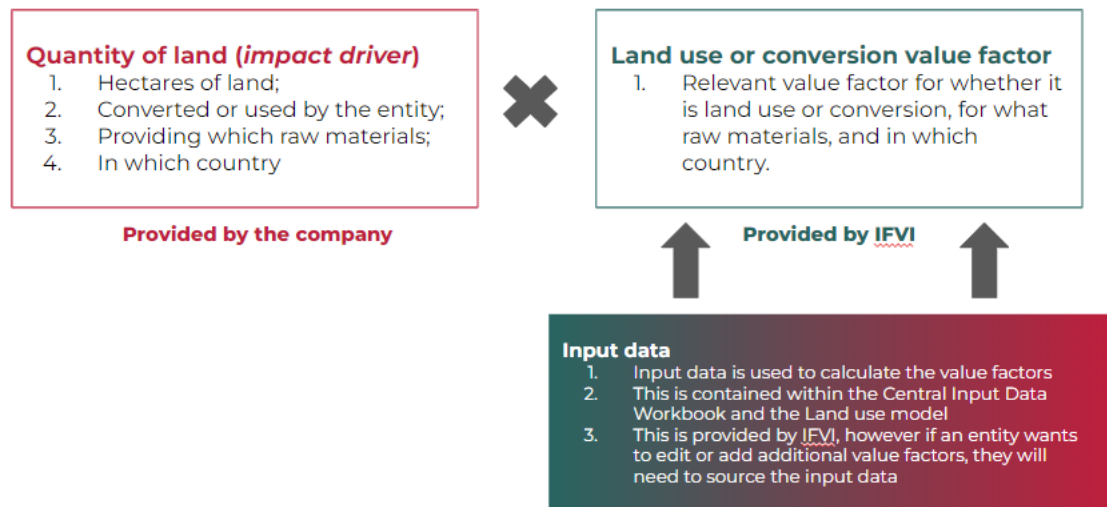 Quantity of land (impact driver)
1. Hectares of land;
2. Converted or used by the entity;
3. Providing which raw materials;
4. In which country
Provided by the company
Land use or conversion value factor
1. Relevant value factor for whether it
is land use or conversion, for what
raw materials, and in which
country.
Provided by IFVI
Input data
1. Input data is used to calculate the value factors
2. This is contained within the Central Input Data
Workbook and the Land use model
3. This is provided by IFVI, however if an entity wants
to edit or add additional value factors, they will
need to source the input data